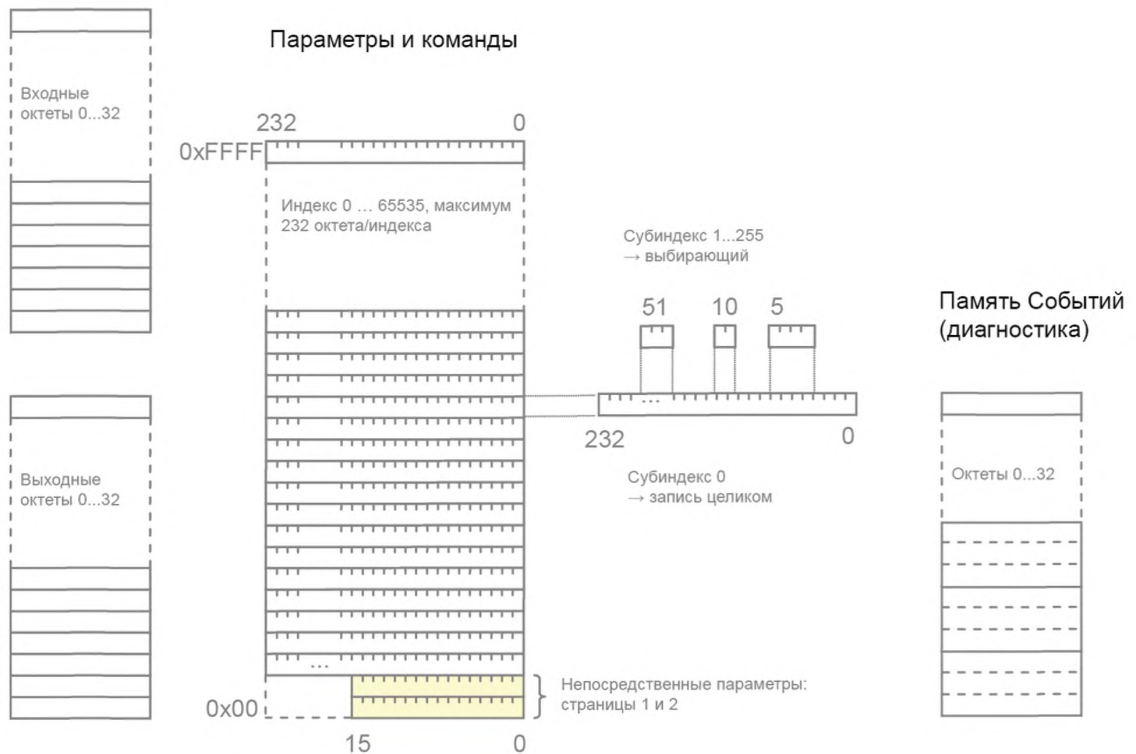 Параметры и команды
Входные
октеты 0...32
232 0
0xFFFF
Индекс 0 ... 65535, максимум
232 октета/индекса
Субиндекс 1...255
→ выбирающий
51 10 5
Память Событий
(диагностика)
...
232 0
Субиндекс 0
→ запись целиком
Выходные
октеты 0...32
Октеты 0...32
...
Непосредственные параметры:
страницы 1 и 2
0x00
15 0